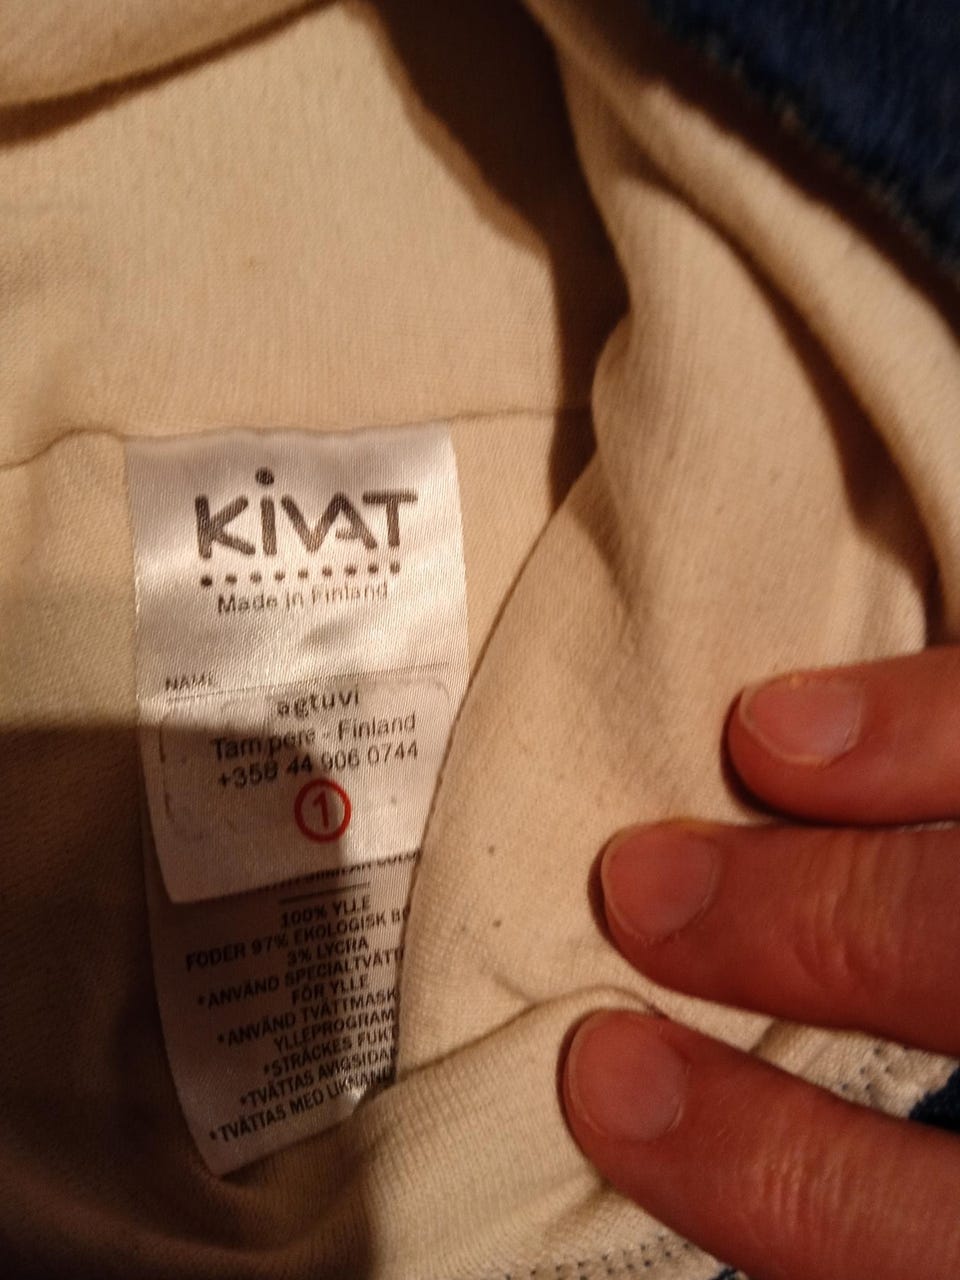 KiVAT
Made in Finland
NAME
agtuvi
Tampere - Finland
+358 44 906 0744
1
100% YLLE
FODER 97% EKOLOGISK
3% LYCRA
*ANVÄND SPECIALTVÄTT
FÖR YLLE
*ANVÄND TVÄTTMASK
YLLEPROGRAM
*STRÄCKES FUKT
*TVÄTTAS AVIGSIDAN
*TVÄTTAS MED LIKNAND